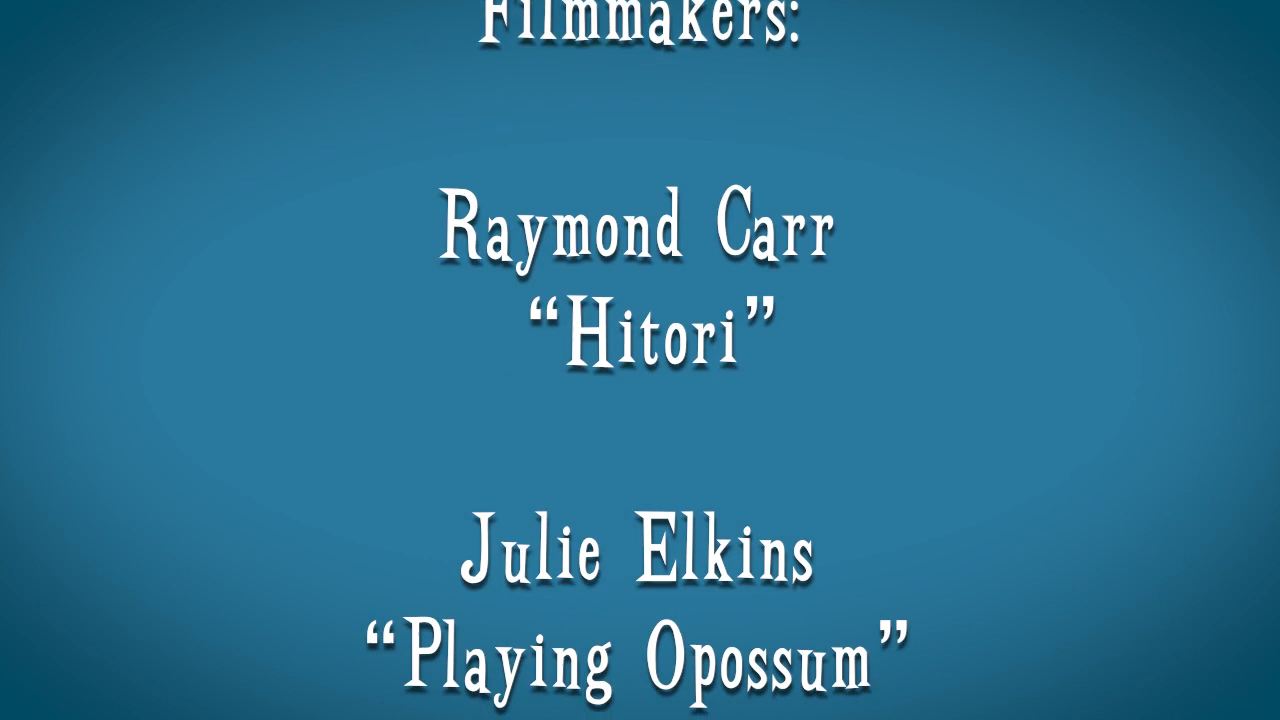 Filmmakers:
Raymond Carr
“Hitori”
Julie Elkins
“Playing Opossum”